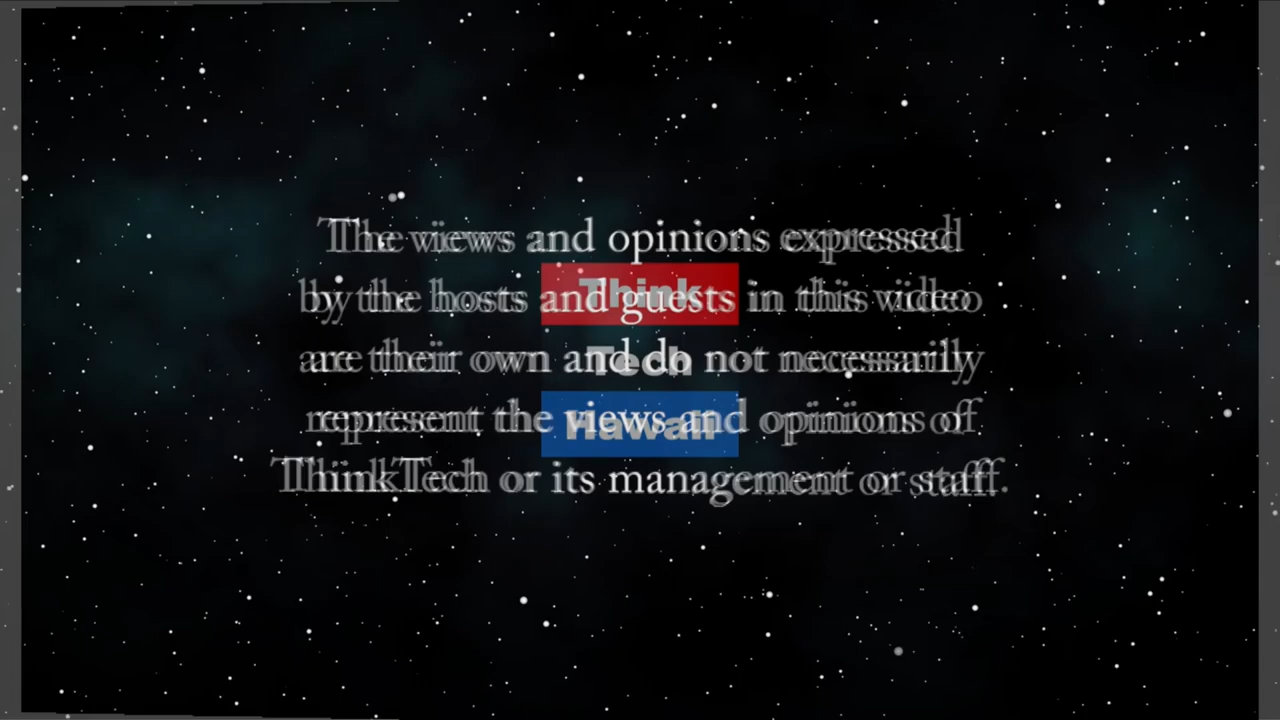 The views and opinions expressed
by the hosts and guests in this video
are their own and do not necessarily
represent the views and opinions of
ThinkTech or its management or staff.
Think
Tech
Hawaii